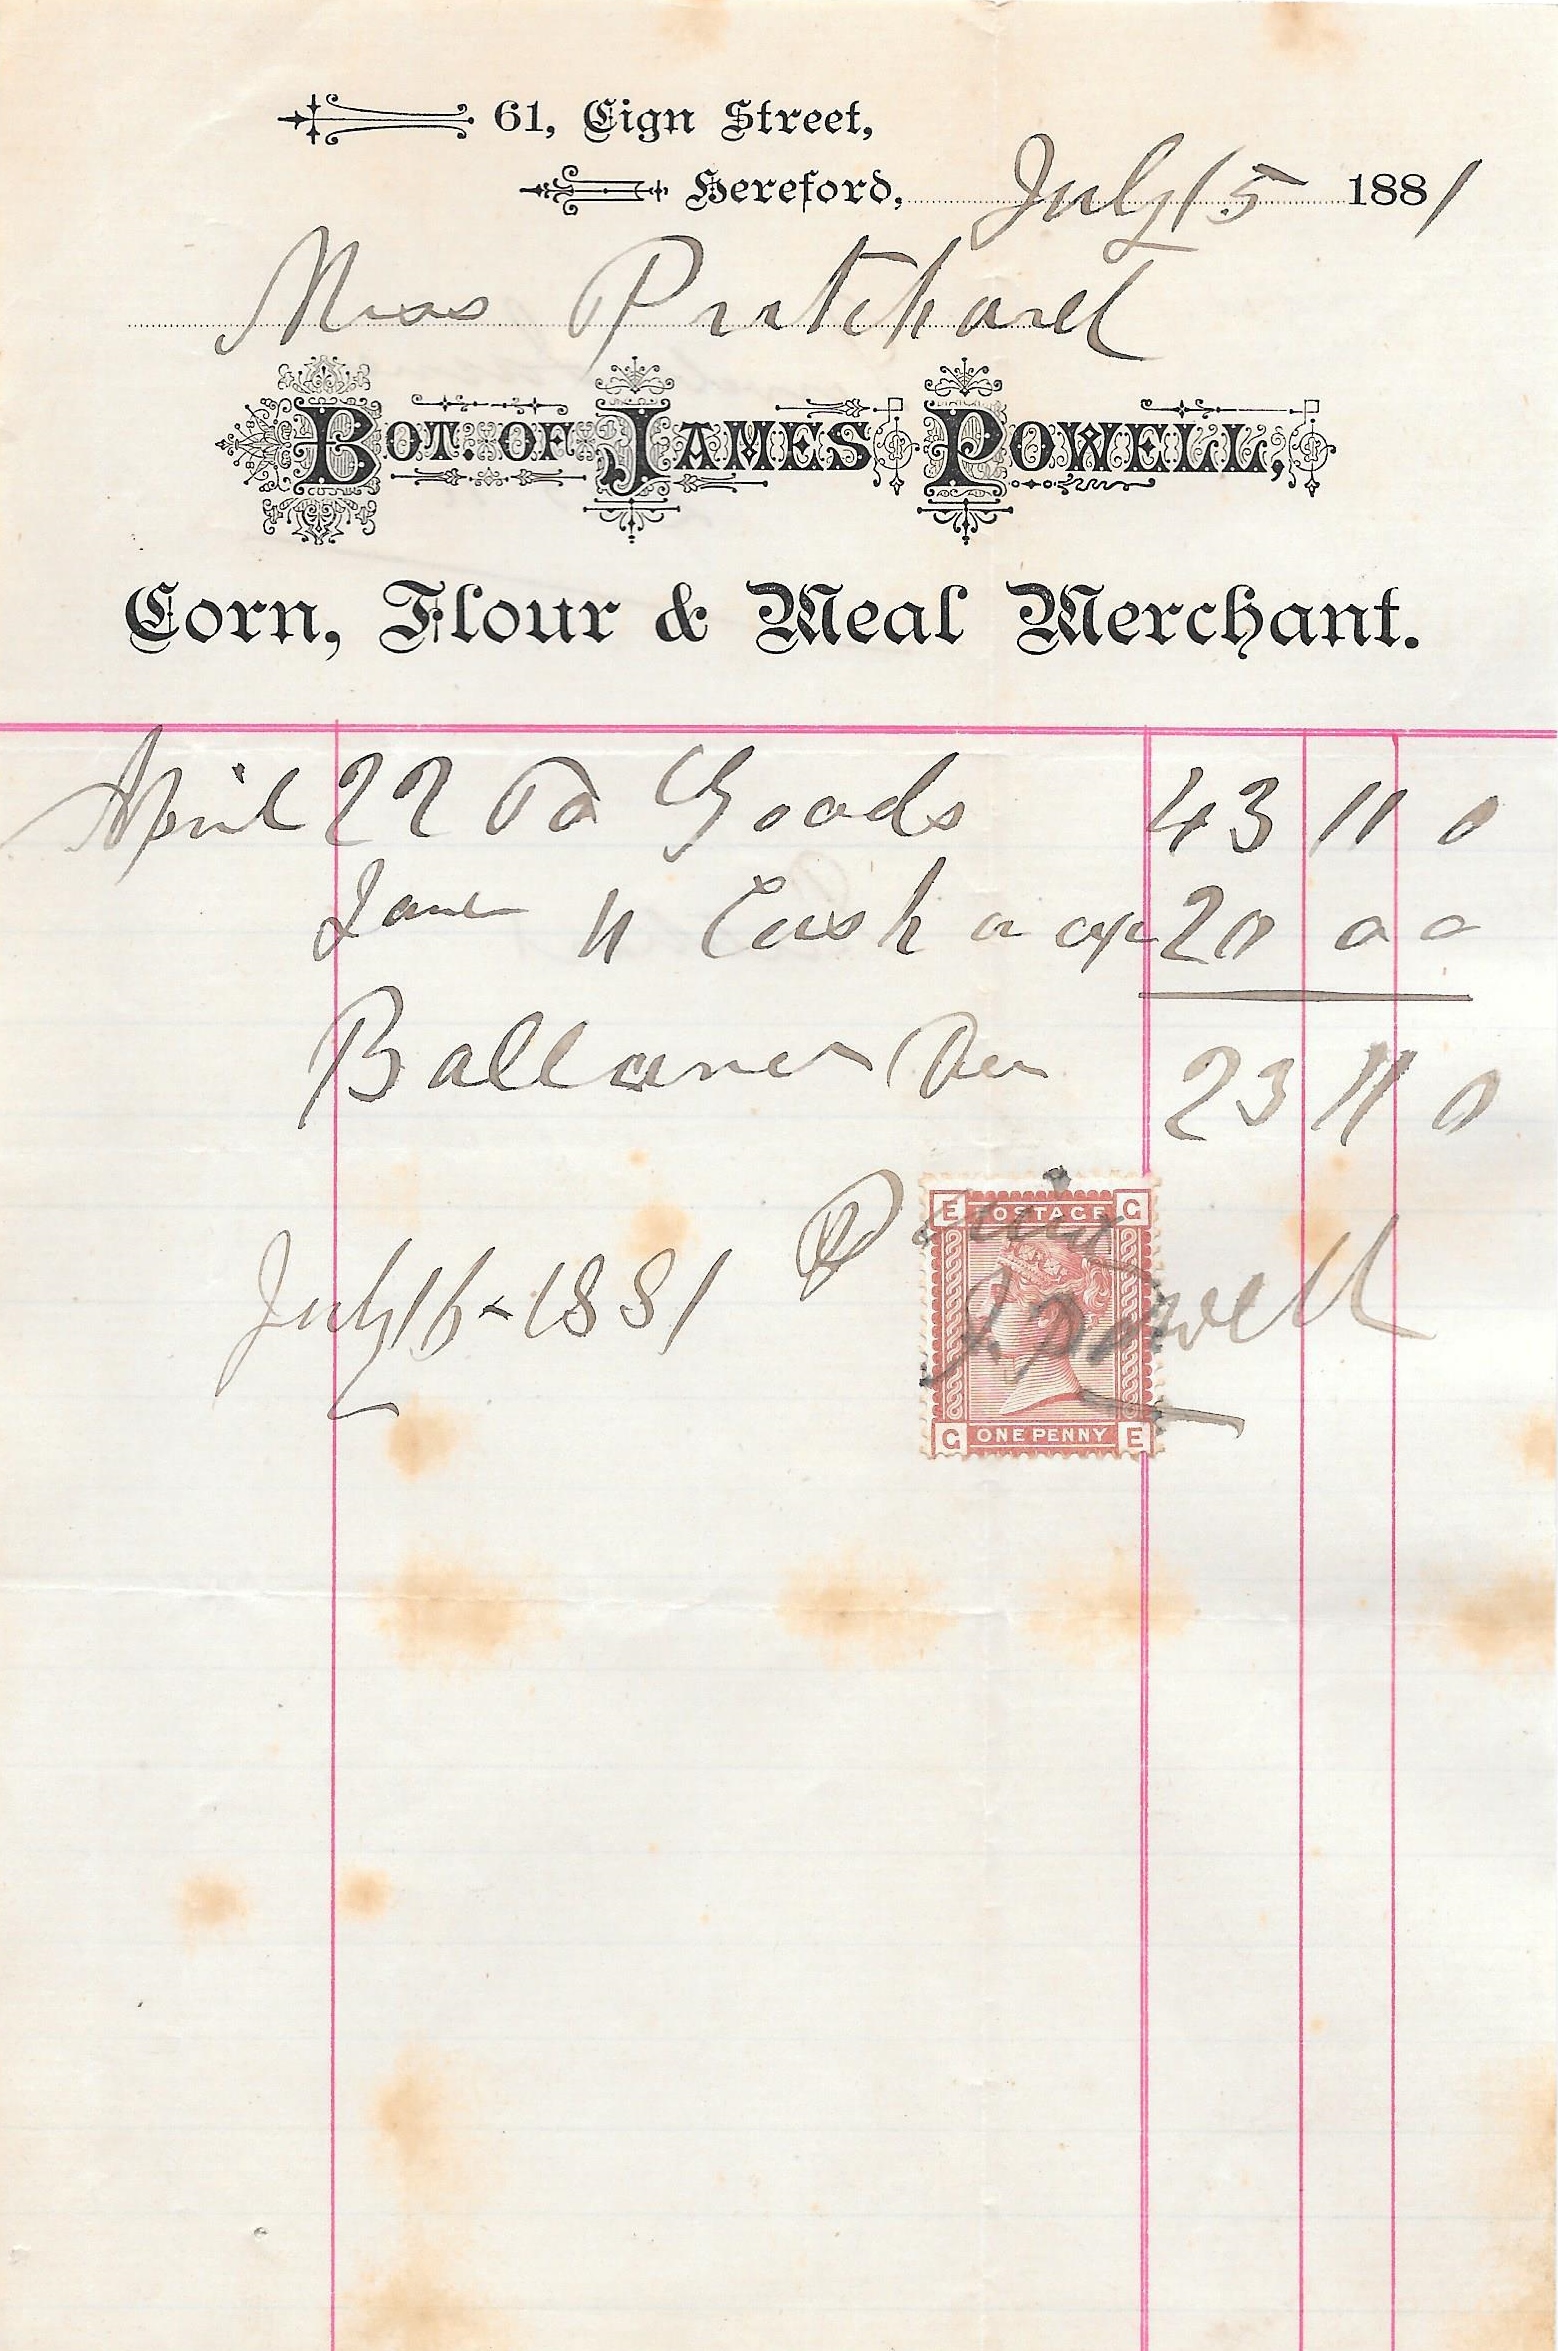 61, Eign Street,
Hereford, July 15 1881
Miss Pritchard
BOT. OF JAMES POWELL,
Corn, Flour & Meal Merchant.
April 22 To Goods 43 11 0
June 11 Cash 20 0 0
Ballance Due 23 11 0
E POSTAGE G
July 16 - 1881
J. Powell
G ONE PENNY E